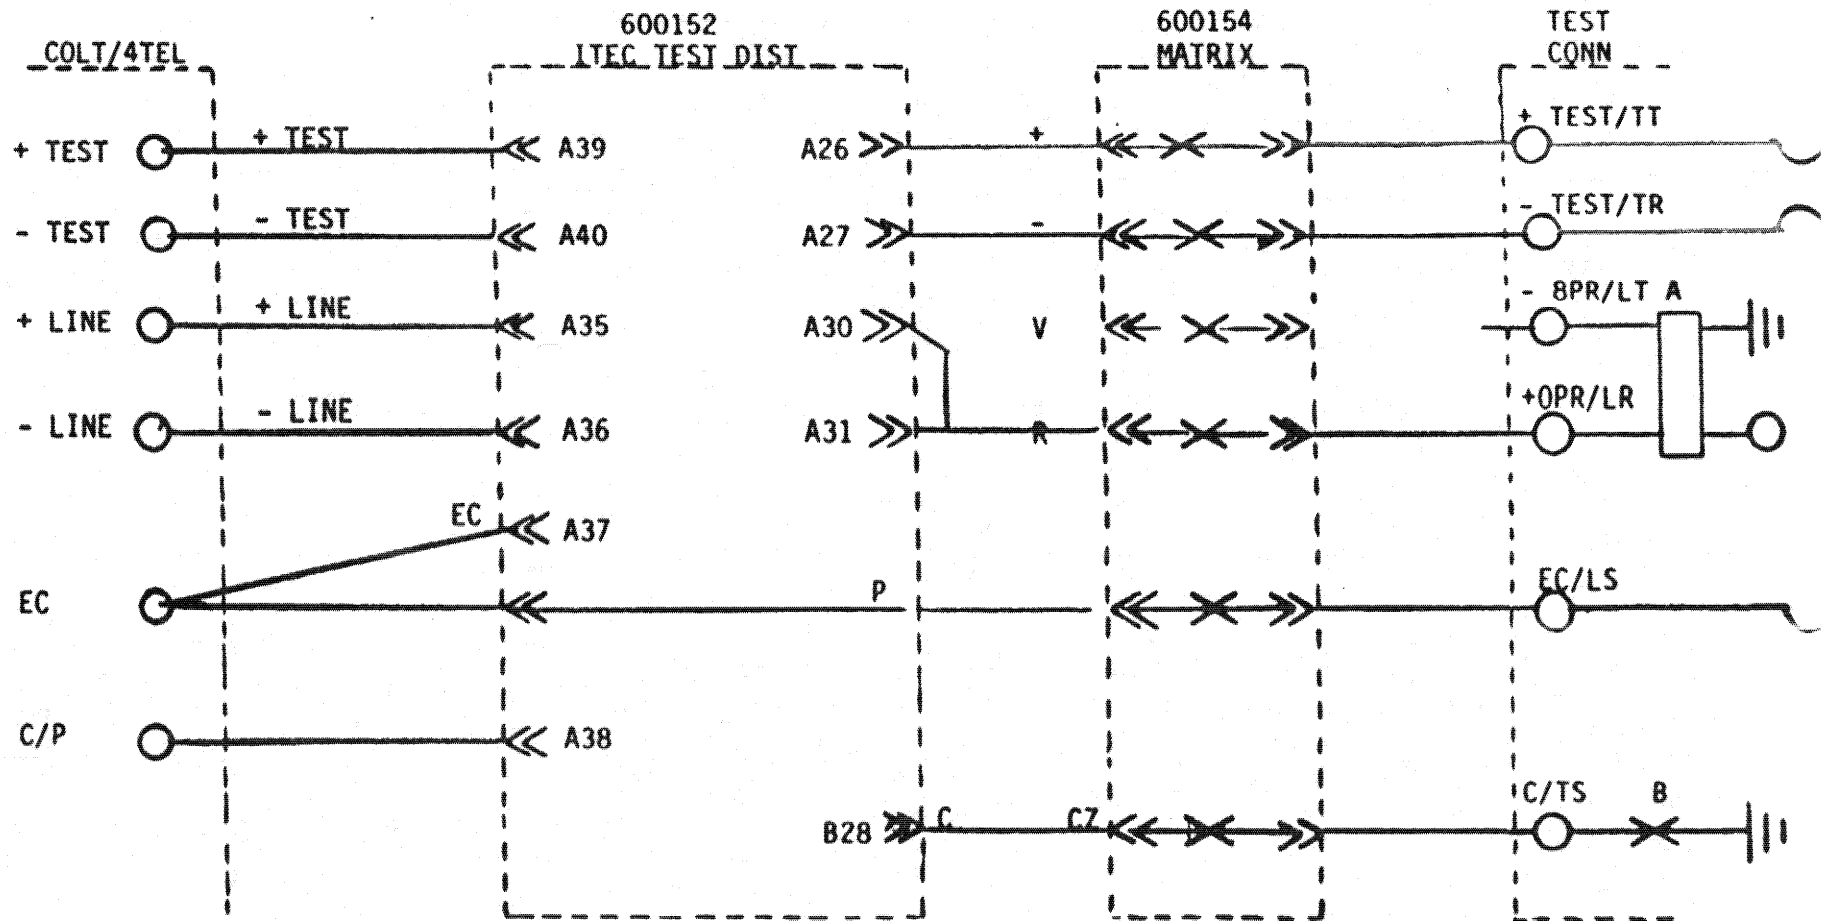 600152
600154
TEST
COLT/4TEL
ITEC TEST DIST
MATRIX
CONN
+ TEST
+ TEST
A39
A26
+
+ TEST/TT
- TEST
- TEST
A40
A27
-
- TEST/TR
+ LINE
+ LINE
A35
A30
V
- 8PR/LT A
- LINE
- LINE
A36
A31
R
+OPR/LR
EC
A37
EC
P
EC/LS
C/P
A38
B28
C
CZ
C/TS
B